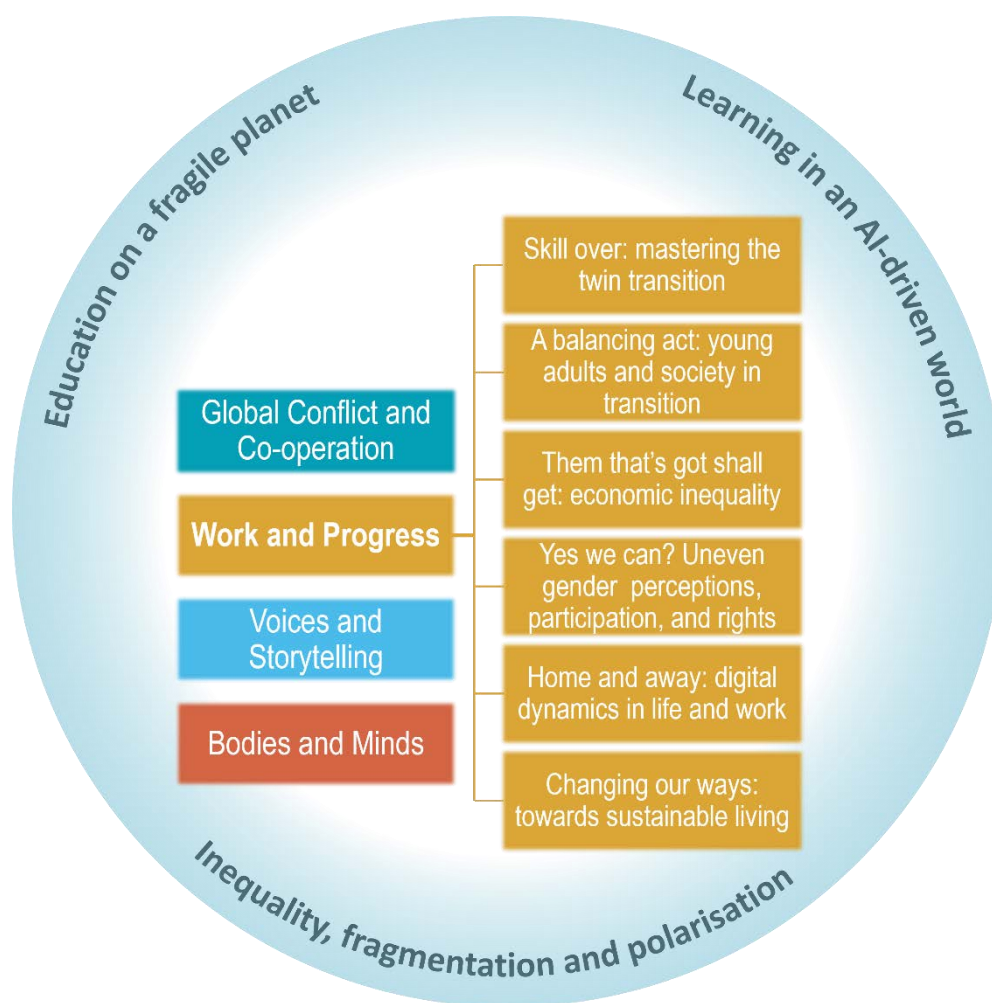 Education on a fragile planet
Learning in an AI-driven world
Global Conflict and
Co-operation
Work and Progress
Voices and
Storytelling
Bodies and Minds
Skill over: mastering the
twin transition
A balancing act: young
adults and society in
transition
Them that’s got shall
get: economic inequality
Yes we can? Uneven
gender perceptions,
participation, and rights
Home and away: digital
dynamics in life and work
Changing our ways:
towards sustainable living
Inequality, fragmentation and polarisation